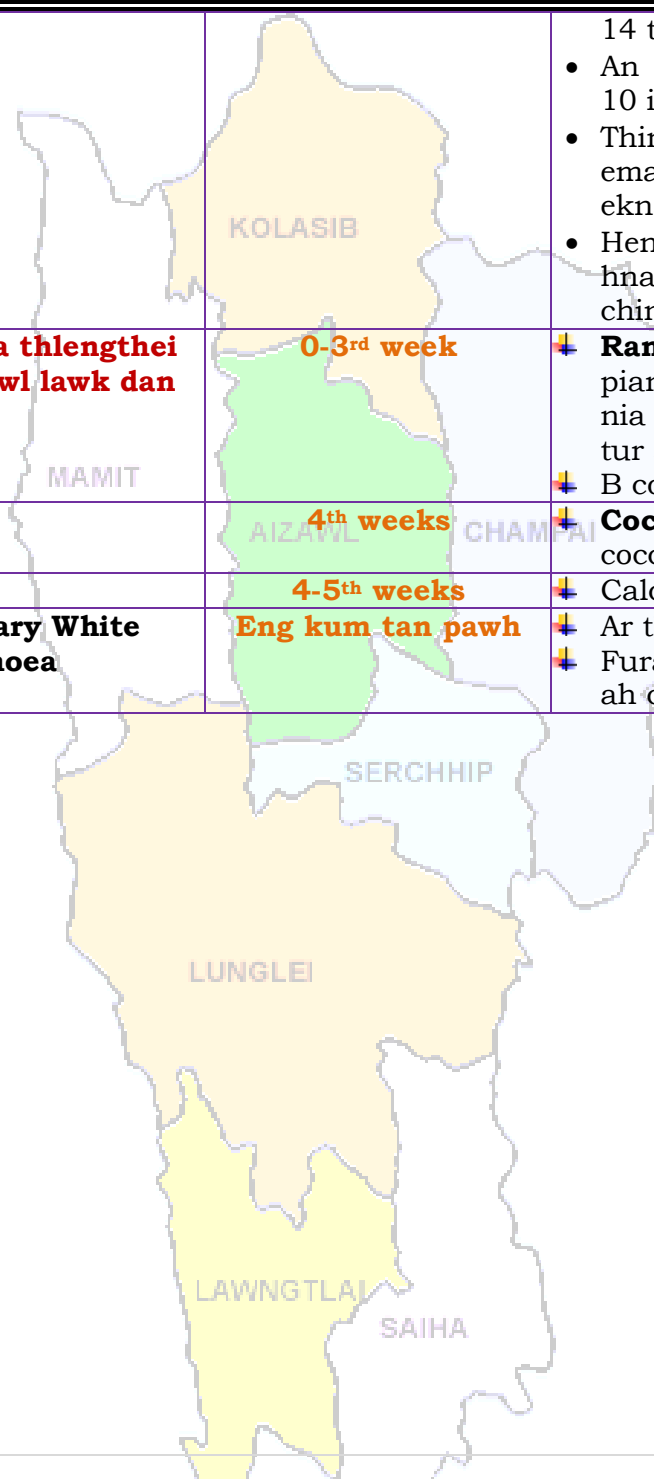 14 t
• An
10 i
• Thir
ema
ekn
KOLASIB
• Hen
hna
chir
a thlengthei
wl lawk dan
0-3rd week
Ran
pian
nia
tur
B co
MAMIT
AIZAWL
4th weeks
CHAMPAI
Coc
coco
4-5th weeks
Calc
ary White
hoea
Eng kum tan pawh
Ar t
Fura
ah d
SERCHHIP
LUNGLEI
LAWNGTLAI
SAIHA